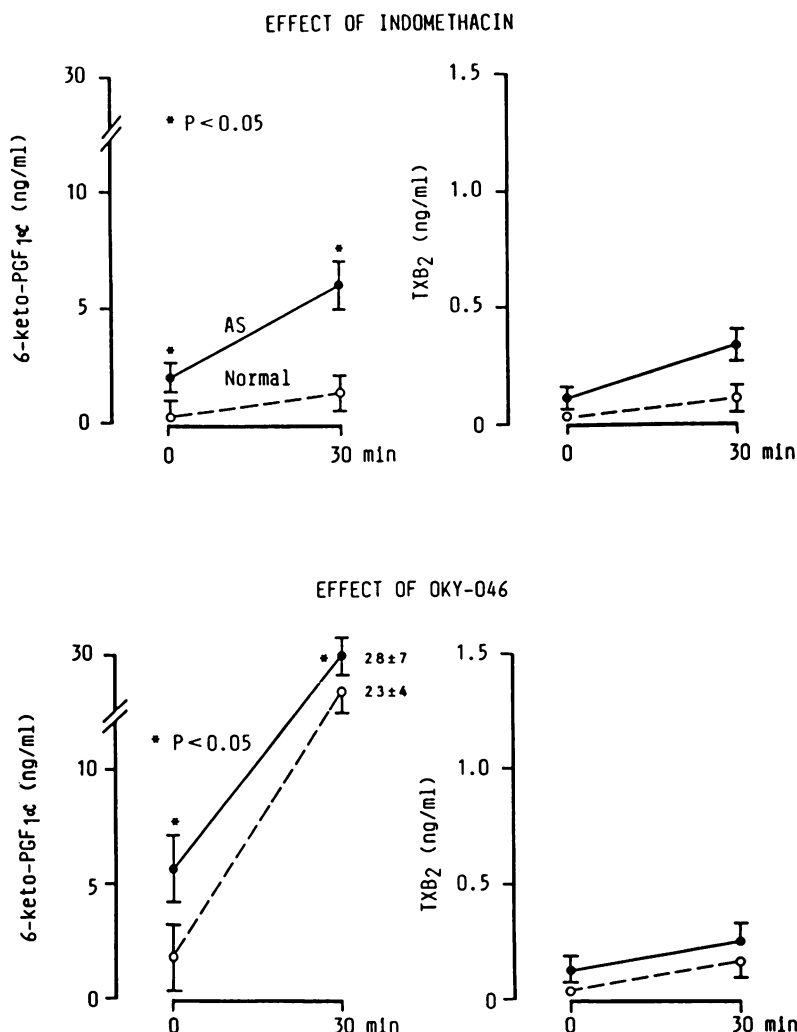 EFFECT OF INDOMETHACIN
6-keto-PGF1α (ng/ml)
30
10
5
0
* P < 0.05
*
*
AS
Normal
0 30 min
TXB2 (ng/ml)
1.5
1.0
0.5
0
0 30 min
EFFECT OF OKY-046
6-keto-PGF1α (ng/ml)
30
10
5
0
* 28±7
23±4
* P < 0.05
*
0 30 min
TXB2 (ng/ml)
1.5
1.0
0.5
0
0 30 min